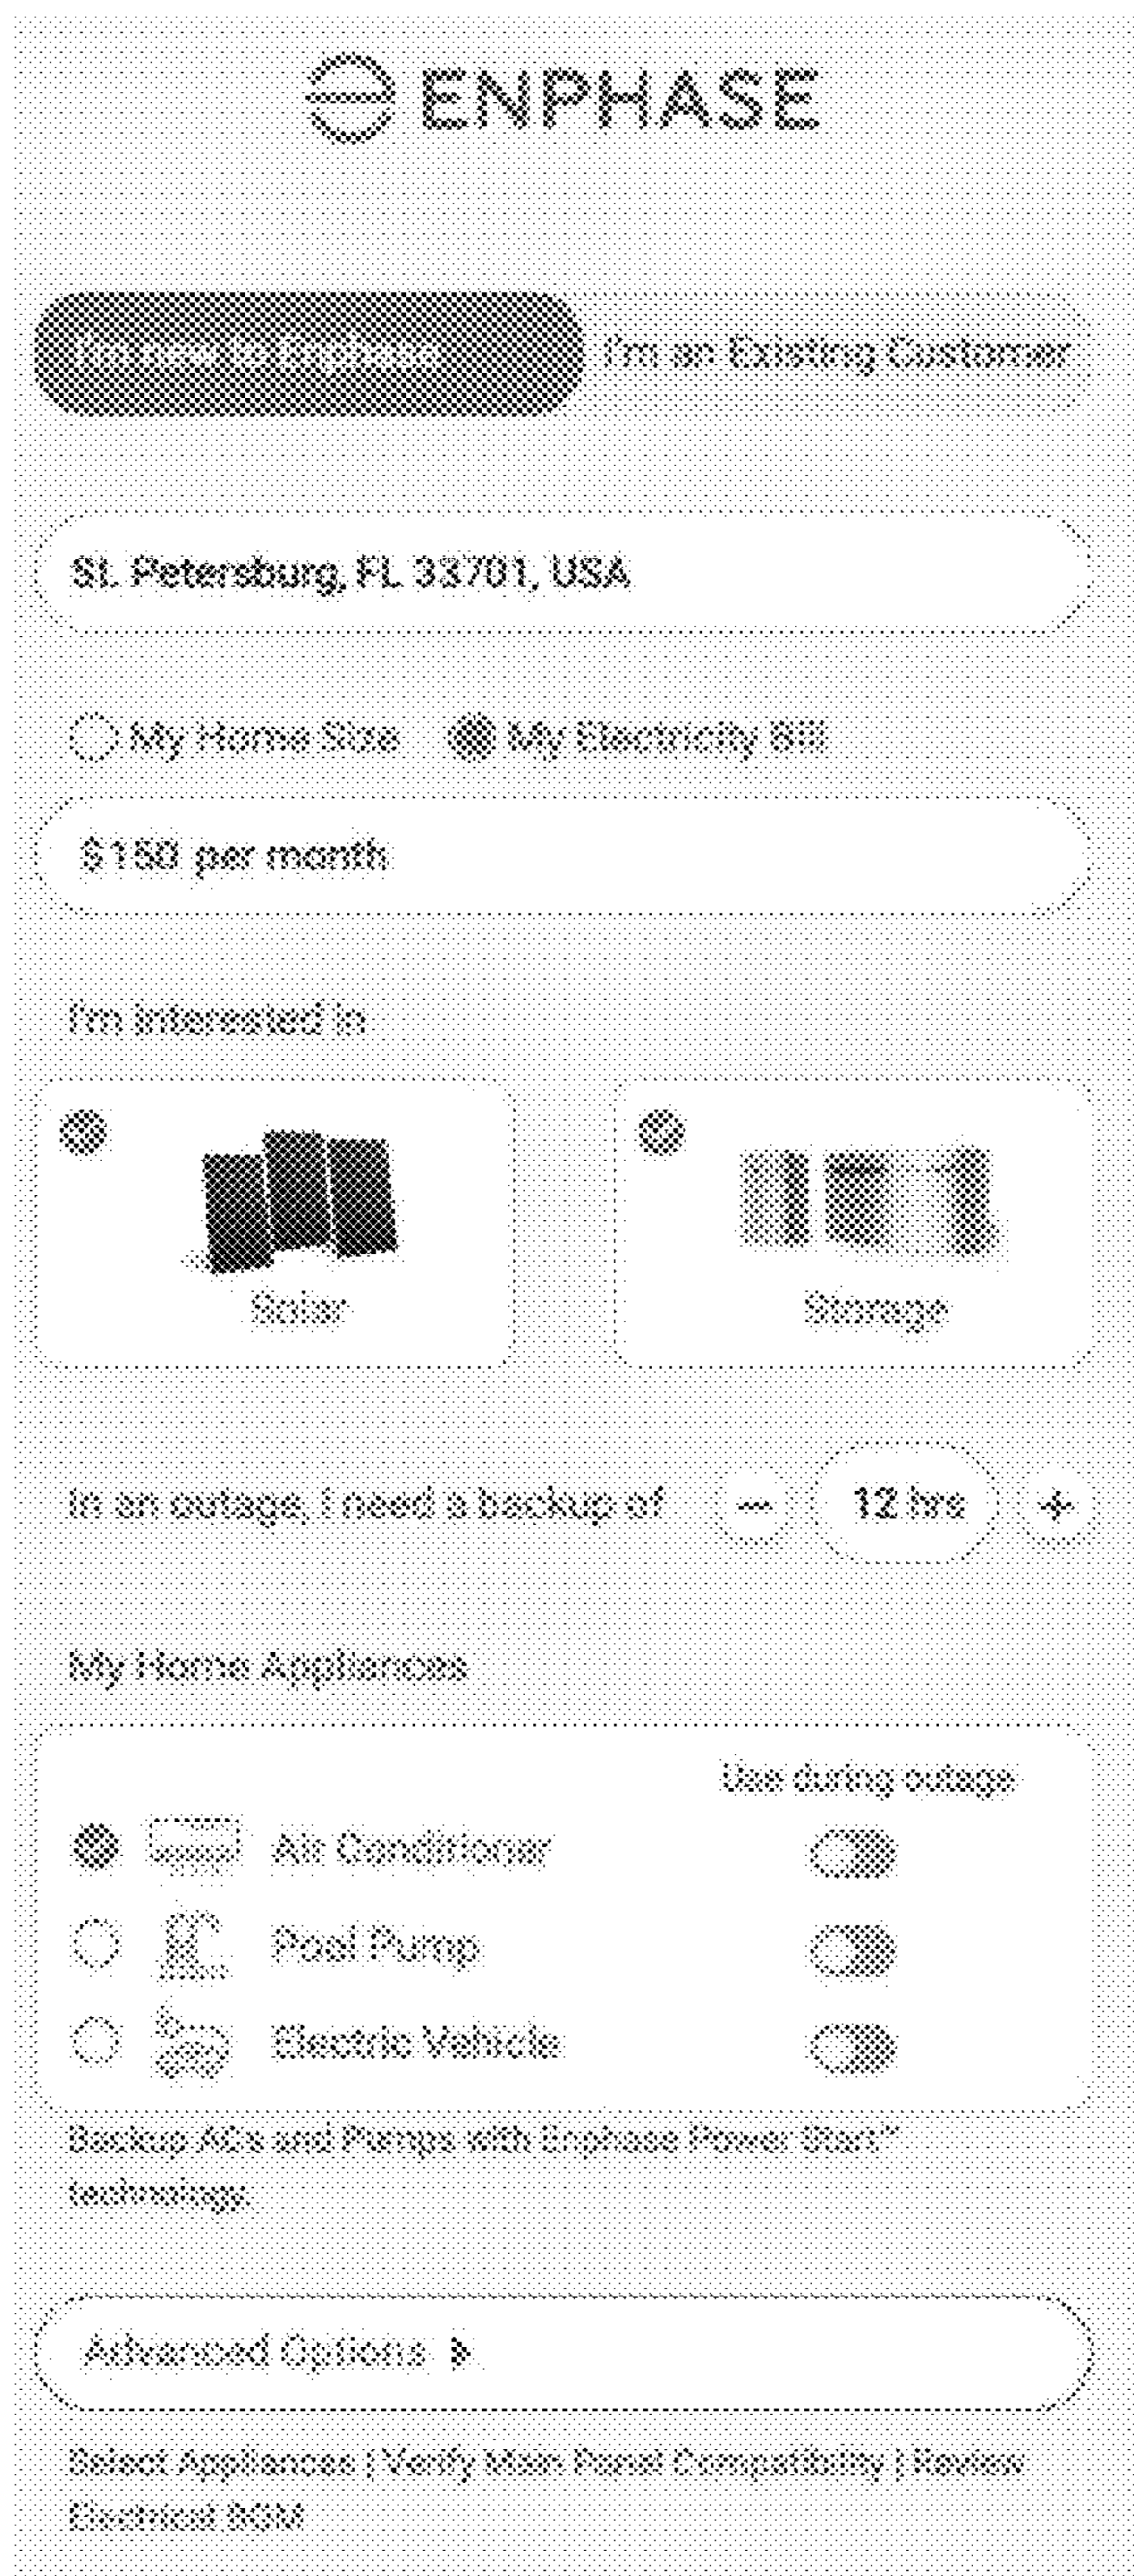 ENPHASE
I'm new to Enphase
I'm an Existing Customer
St. Petersburg, FL 33701, USA
My Home Size
My Electricity Bill
per month
I'm interested in
Solar
Storage
In an outage, I need a backup of
−
12 hrs
+
My Home Appliances
Use during outage
Air Conditioner
Pool Pump
Electric Vehicle
Backup ACs and Pumps with Enphase Power Start™
technology.
Advanced Options
Select Appliances | Verify Main Panel Compatibility | Review
Electrical BOM